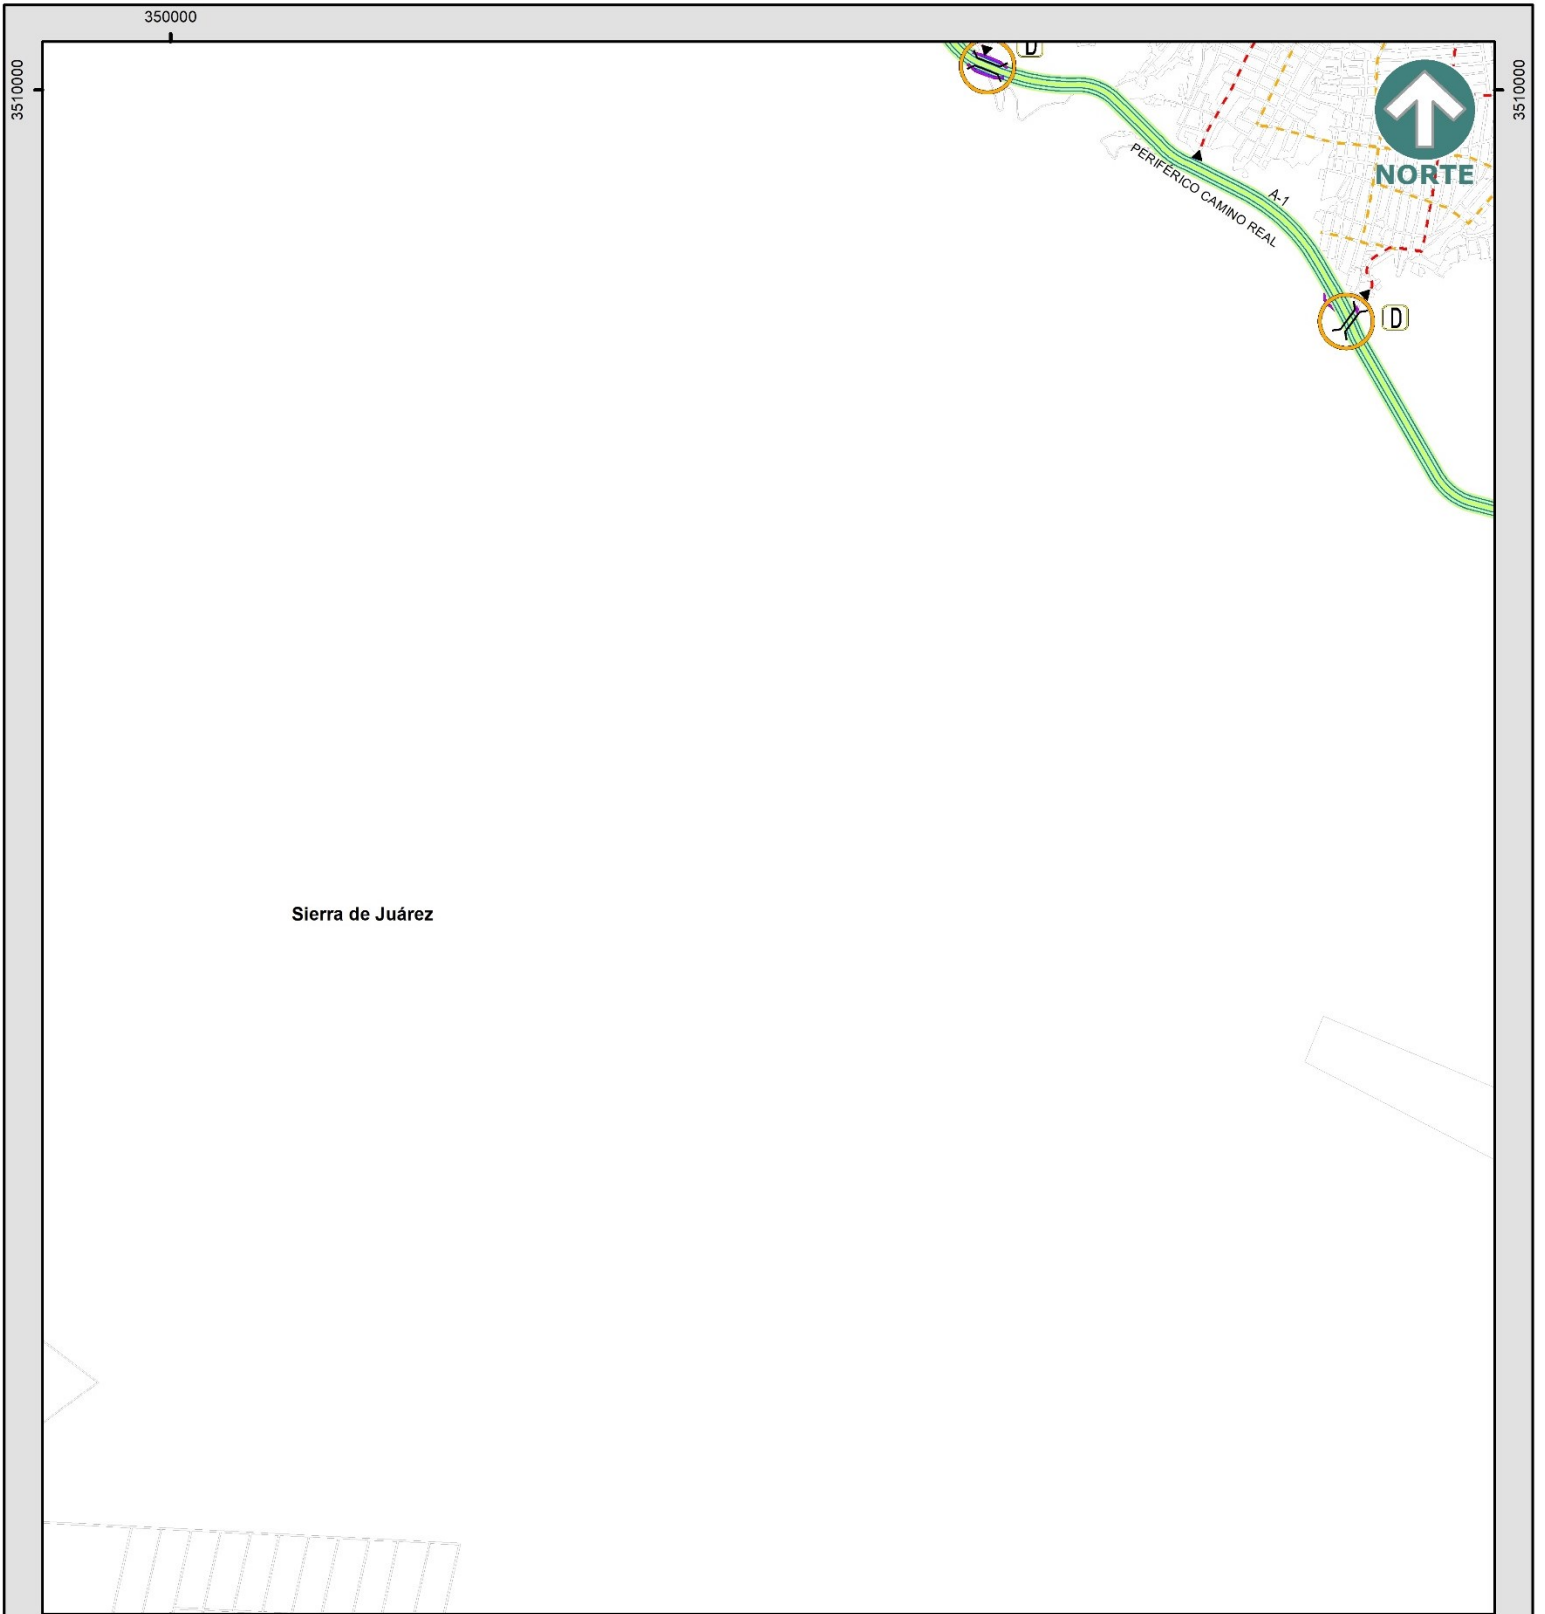 350000
3510000
3510000
D
NORTE
A-1
PERIFÉRICO CAMINO REAL
D
Sierra de Juárez